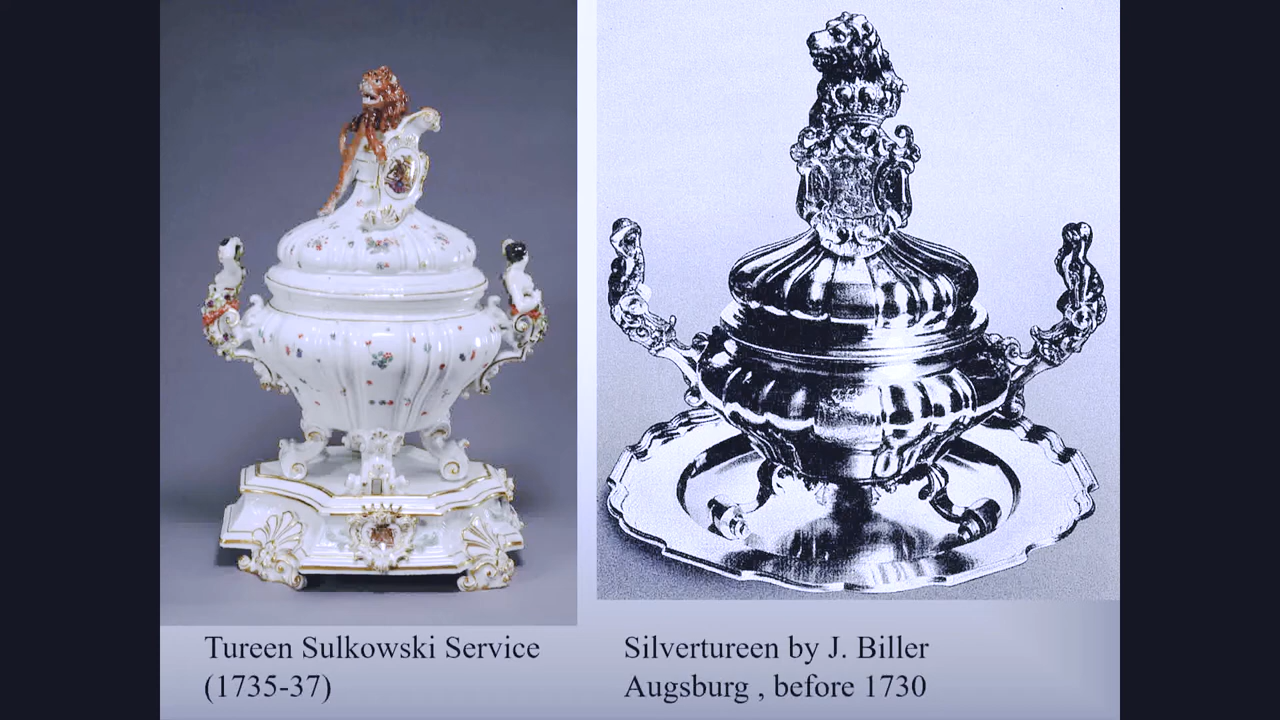 Tureen Sulkowski Service
(1735-37)
Silvertureen by J. Biller
Augsburg , before 1730